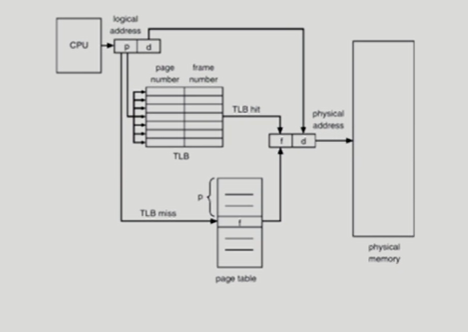 logical
address
CPU
p d
page number
frame number
TLB hit
physical
address
f d
TLB
p
TLB miss
f
physical
memory
page table